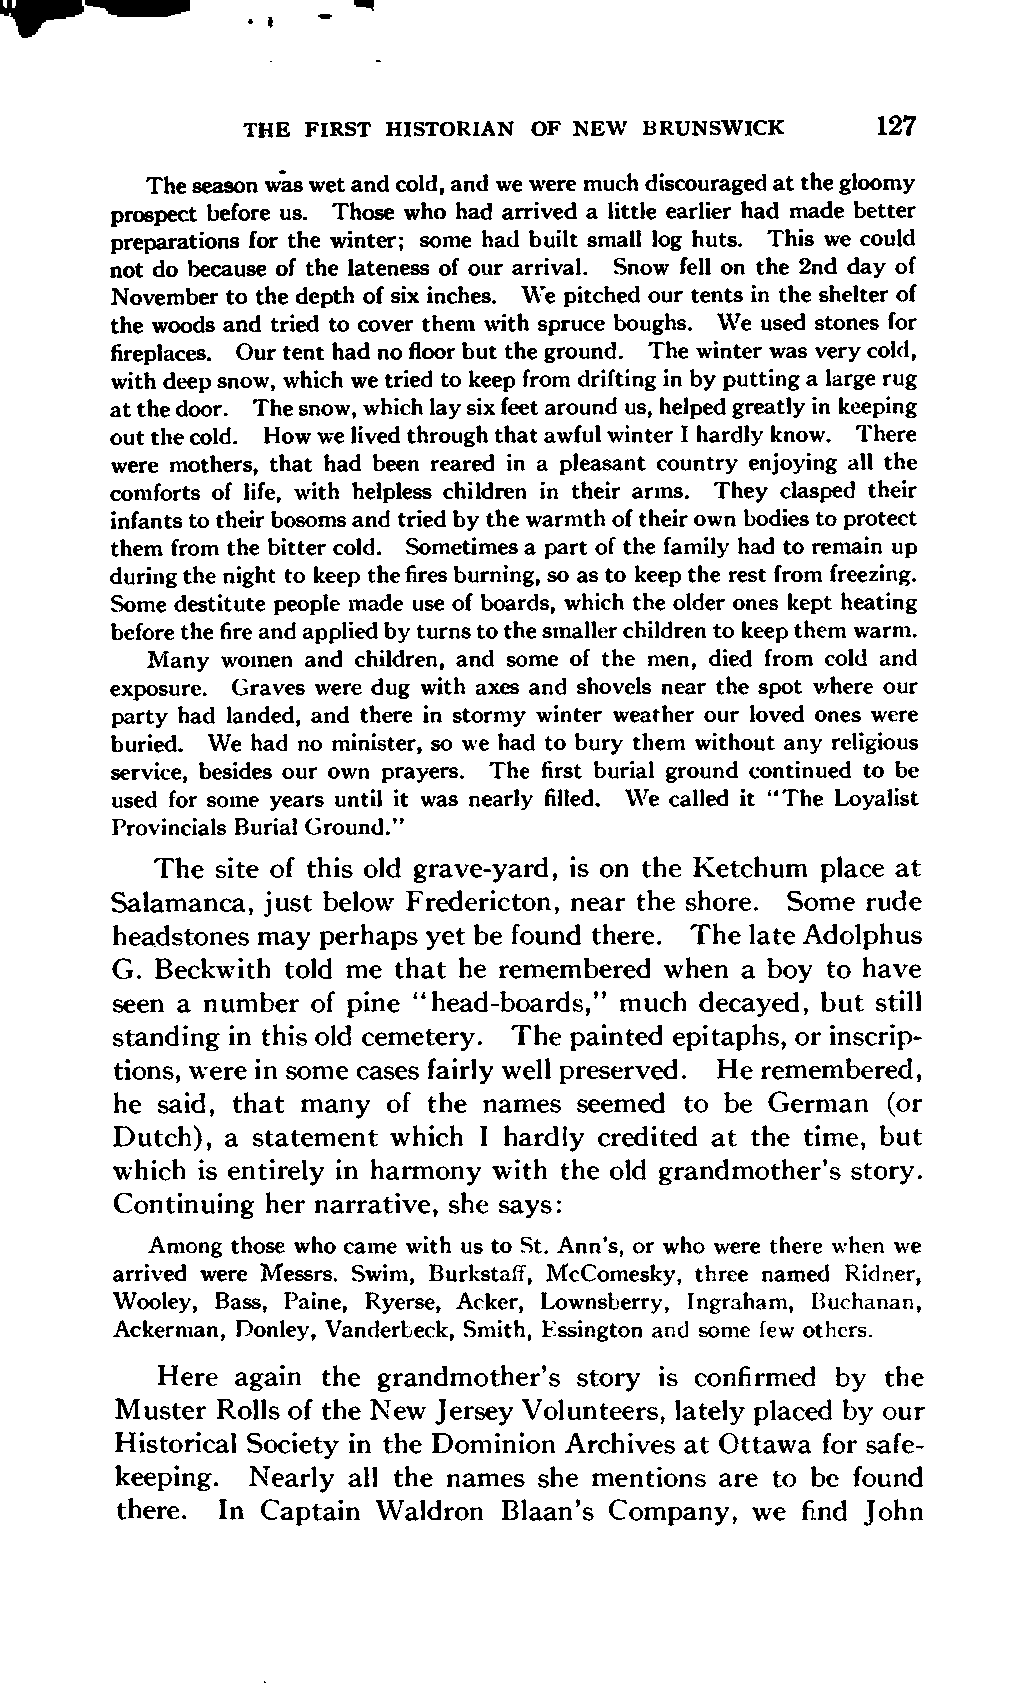 THE FIRST HISTORIAN OF NEW BRUNSWICK 127
The season was wet and cold, and we were much discouraged at the gloomy
prospect before us. Those who had arrived a little earlier had made better
preparations for the winter; some had built small log huts. This we could
not do because of the lateness of our arrival. Snow fell on the 2nd day of
November to the depth of six inches. We pitched our tents in the shelter of
the woods and tried to cover them with spruce boughs. We used stones for
fireplaces. Our tent had no floor but the ground. The winter was very cold,
with deep snow, which we tried to keep from drifting in by putting a large rug
at the door. The snow, which lay six feet around us, helped greatly in keeping
out the cold. How we lived through that awful winter I hardly know. There
were mothers, that had been reared in a pleasant country enjoying all the
comforts of life, with helpless children in their arms. They clasped their
infants to their bosoms and tried by the warmth of their own bodies to protect
them from the bitter cold. Sometimes a part of the family had to remain up
during the night to keep the fires burning, so as to keep the rest from freezing.
Some destitute people made use of boards, which the older ones kept heating
before the fire and applied by turns to the smaller children to keep them warm.
Many women and children, and some of the men, died from cold and
exposure. Graves were dug with axes and shovels near the spot where our
party had landed, and there in stormy winter weather our loved ones were
buried. We had no minister, so we had to bury them without any religious
service, besides our own prayers. The first burial ground continued to be
used for some years until it was nearly filled. We called it "The Loyalist
Provincials Burial Ground."
The site of this old grave-yard, is on the Ketchum place at
Salamanca, just below Fredericton, near the shore. Some rude
headstones may perhaps yet be found there. The late Adolphus
G. Beckwith told me that he remembered when a boy to have
seen a number of pine "head-boards," much decayed, but still
standing in this old cemetery. The painted epitaphs, or inscrip-
tions, were in some cases fairly well preserved. He remembered,
he said, that many of the names seemed to be German (or
Dutch), a statement which I hardly credited at the time, but
which is entirely in harmony with the old grandmother's story.
Continuing her narrative, she says:
Among those who came with us to St. Ann's, or who were there when we
arrived were Messrs. Swim, Burkstaff, McComesky, three named Ridner,
Wooley, Bass, Paine, Ryerse, Acker, Lownsberry, Ingraham, Buchanan,
Ackerman, Donley, Vanderbeck, Smith, Essington and some few others.
Here again the grandmother's story is confirmed by the
Muster Rolls of the New Jersey Volunteers, lately placed by our
Historical Society in the Dominion Archives at Ottawa for safe-
keeping. Nearly all the names she mentions are to be found
there. In Captain Waldron Blaan's Company, we find John